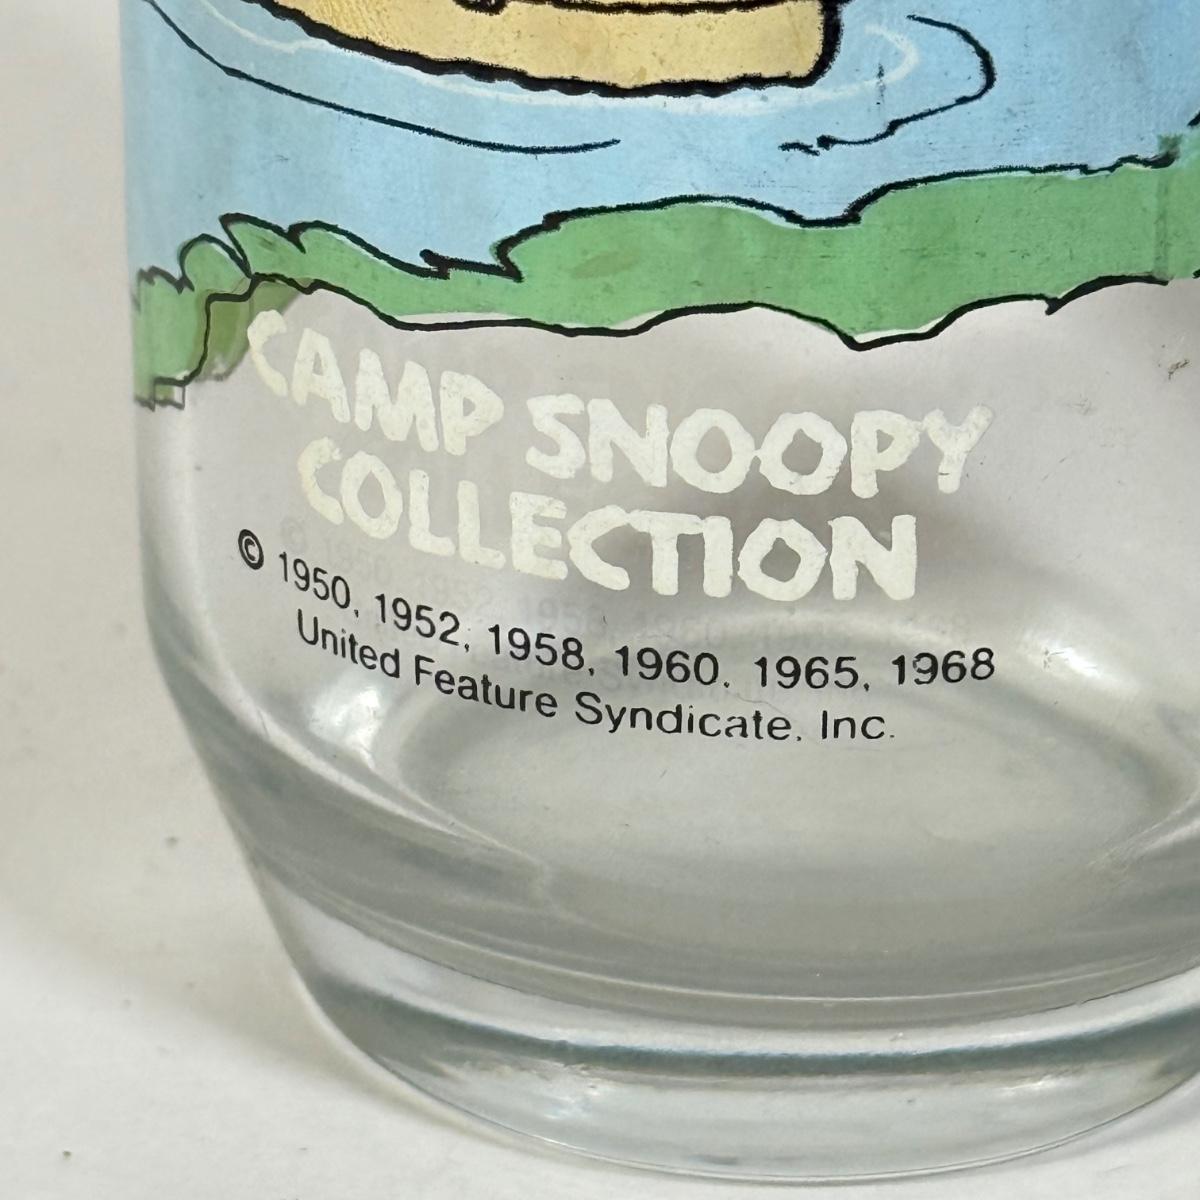 CAMP SNOOPY
COLLECTION
© 1950, 1952, 1958, 1960, 1965, 1968
United Feature Syndicate, Inc.